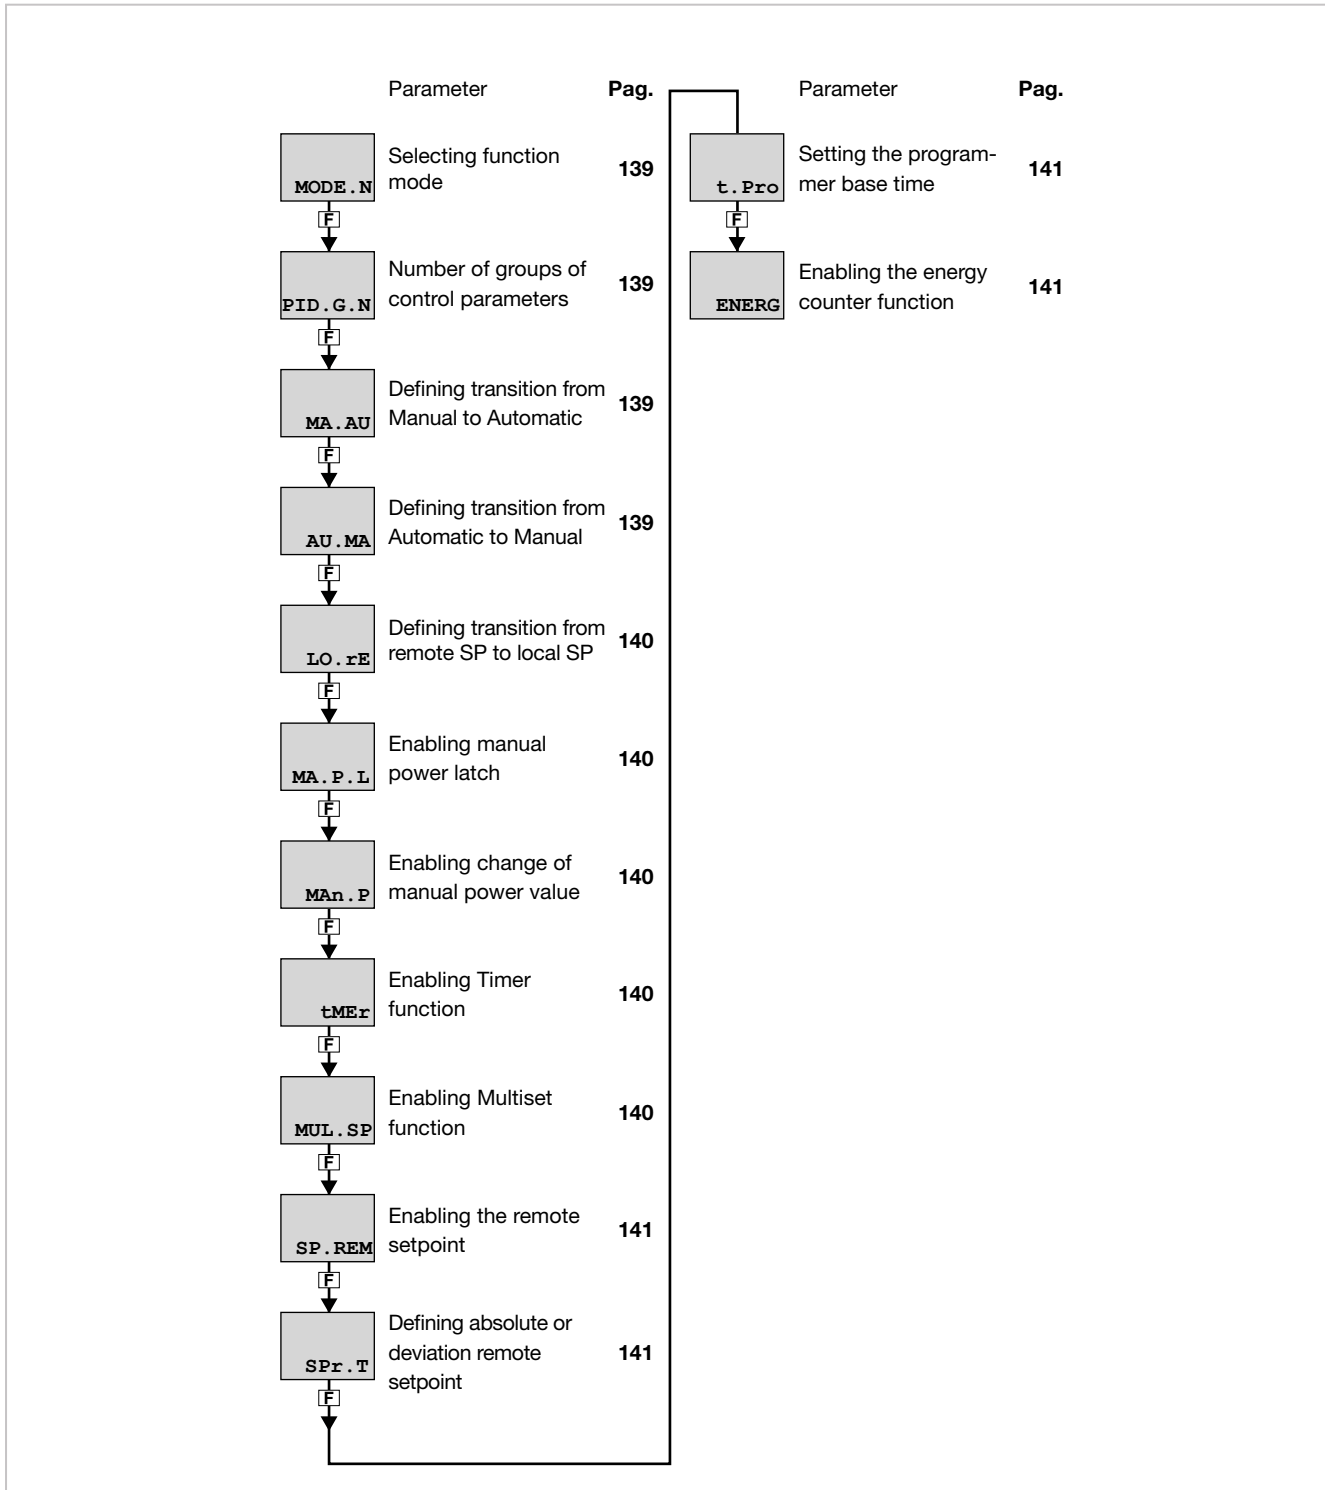 Parameter Pag.
MODE.N Selecting function mode 139
F
PID.G.N Number of groups of control parameters 139
F
MA.AU Defining transition from Manual to Automatic 139
F
AU.MA Defining transition from Automatic to Manual 139
F
LO.rE Defining transition from remote SP to local SP 140
F
MA.P.L Enabling manual power latch 140
F
MAn.P Enabling change of manual power value 140
F
tMEr Enabling Timer function 140
F
MUL.SP Enabling Multiset function 140
F
SP.REM Enabling the remote setpoint 141
F
SPr.T Defining absolute or deviation remote setpoint 141
F
Parameter Pag.
t.Pro Setting the program-
mer base time 141
F
ENERG Enabling the energy counter function 141